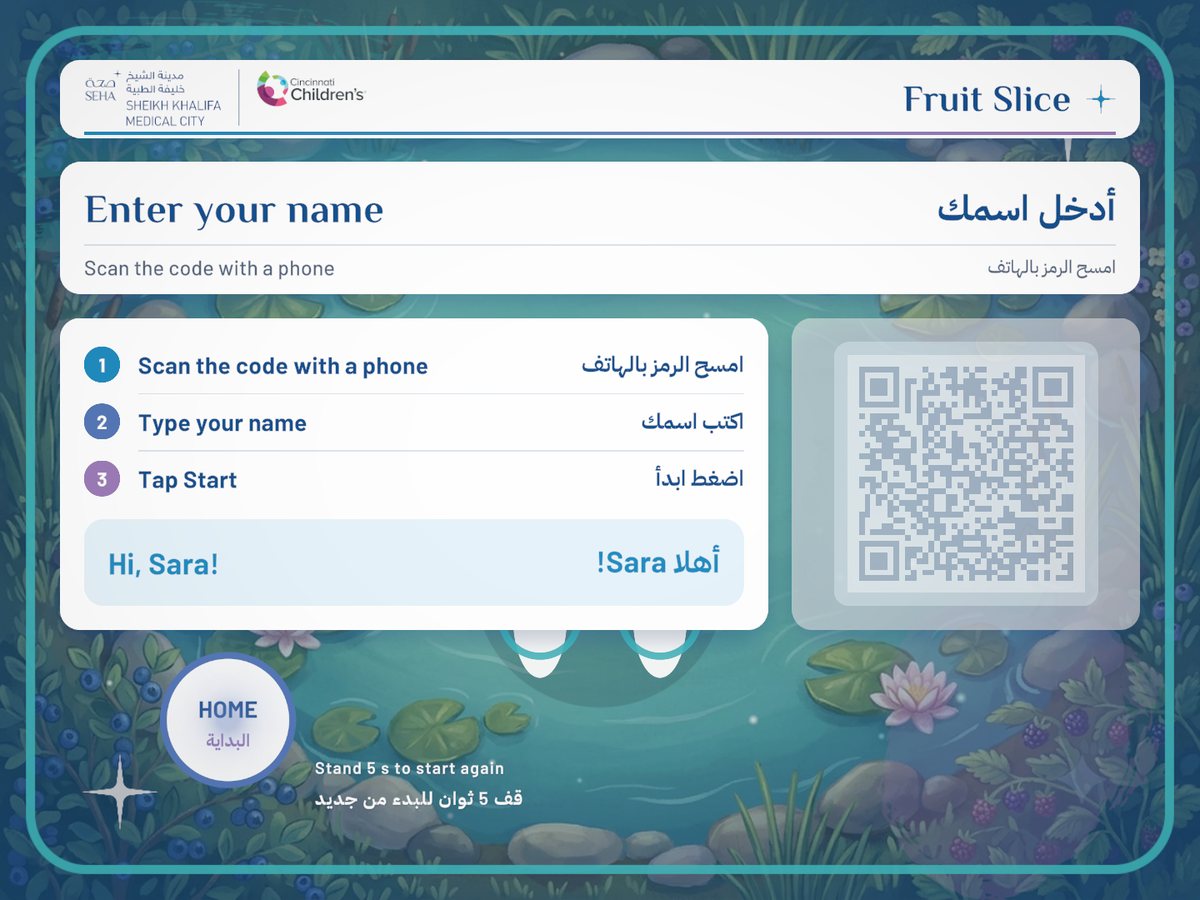 صحة
SEHA
مدينة الشيخ
خليفة الطبية
SHEIKH KHALIFA
MEDICAL CITY
Cincinnati
Children's
Fruit Slice
Enter your name
أدخل اسمك
Scan the code with a phone
امسح الرمز بالهاتف
1 Scan the code with a phone
امسح الرمز بالهاتف
2 Type your name
اكتب اسمك
3 Tap Start
اضغط ابدأ
Hi, Sara!
أهلا Sara!
HOME
البداية
Stand 5 s to start again
قف 5 ثوان للبدء من جديد